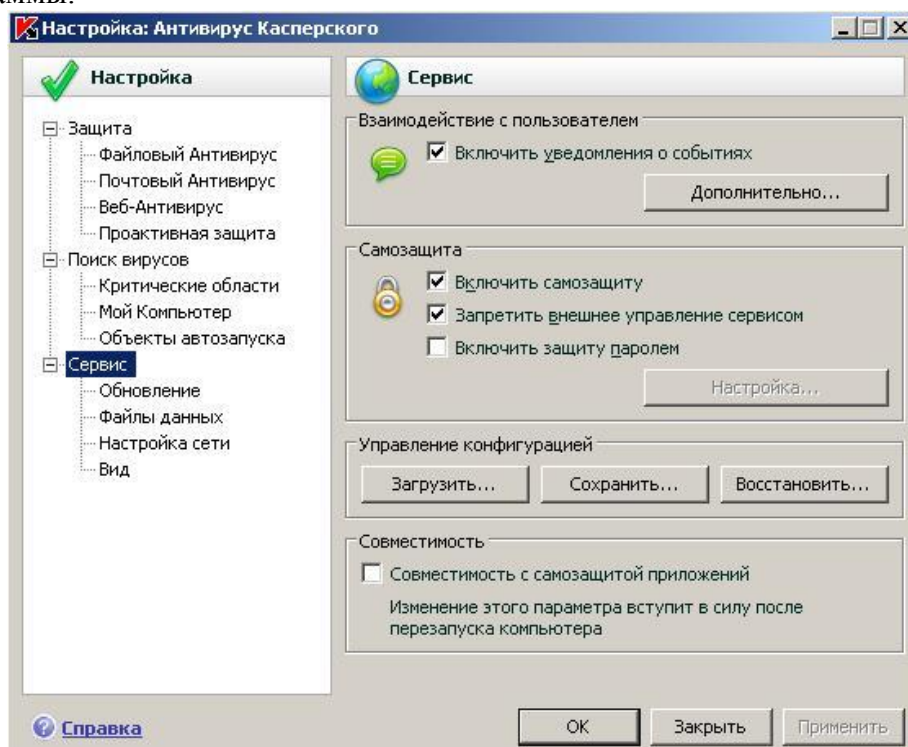 Настройка: Антивирус Касперского
Настройка
Защита
Файловый Антивирус
Почтовый Антивирус
Веб-Антивирус
Проактивная защита
Поиск вирусов
Критические области
Мой Компьютер
Объекты автозапуска
Сервис
Обновление
Файлы данных
Настройка сети
Вид
Справка
Сервис
Взаимодействие с пользователем
Включить уведомления о событиях
Дополнительно...
Самозащита
Включить самозащиту
Запретить внешнее управление сервисом
Включить защиту паролем
Настройка...
Управление конфигурацией
Загрузить... Сохранить... Восстановить...
Совместимость
Совместимость с самозащитой приложений
Изменение этого параметра вступит в силу после
перезапуска компьютера
ОК Закрыть Применить